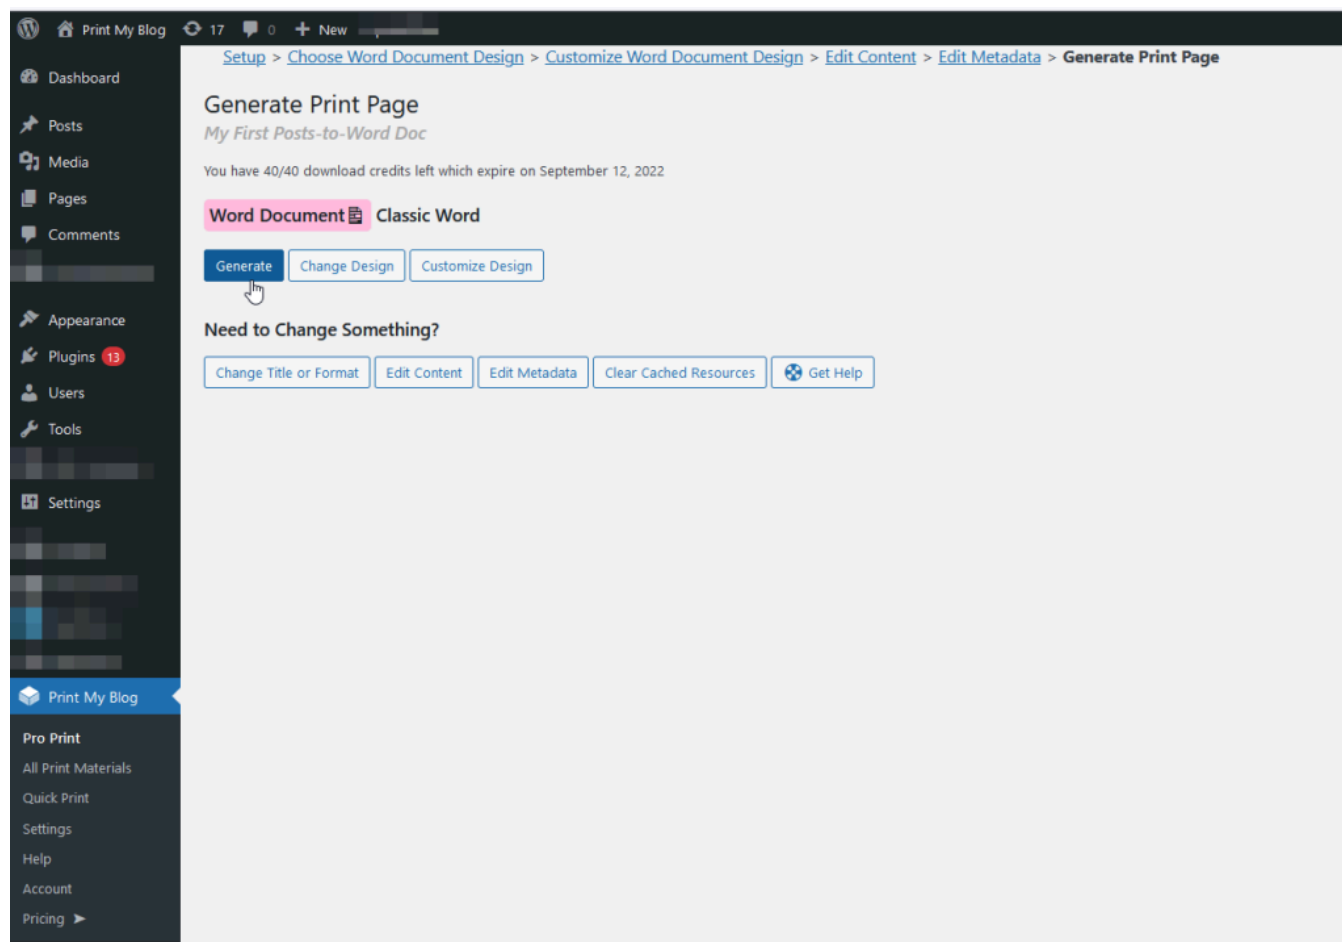 Print My Blog 17 0 + New
Setup > Choose Word Document Design > Customize Word Document Design > Edit Content > Edit Metadata > Generate Print Page
Dashboard
Posts
Media
Pages
Comments
Appearance
Plugins 13
Users
Tools
Settings
Print My Blog
Pro Print
All Print Materials
Quick Print
Settings
Help
Account
Pricing ➤
Generate Print Page
My First Posts-to-Word Doc
You have 40/40 download credits left which expire on September 12, 2022
Word Document Classic Word
Generate Change Design Customize Design
Need to Change Something?
Change Title or Format Edit Content Edit Metadata Clear Cached Resources Get Help